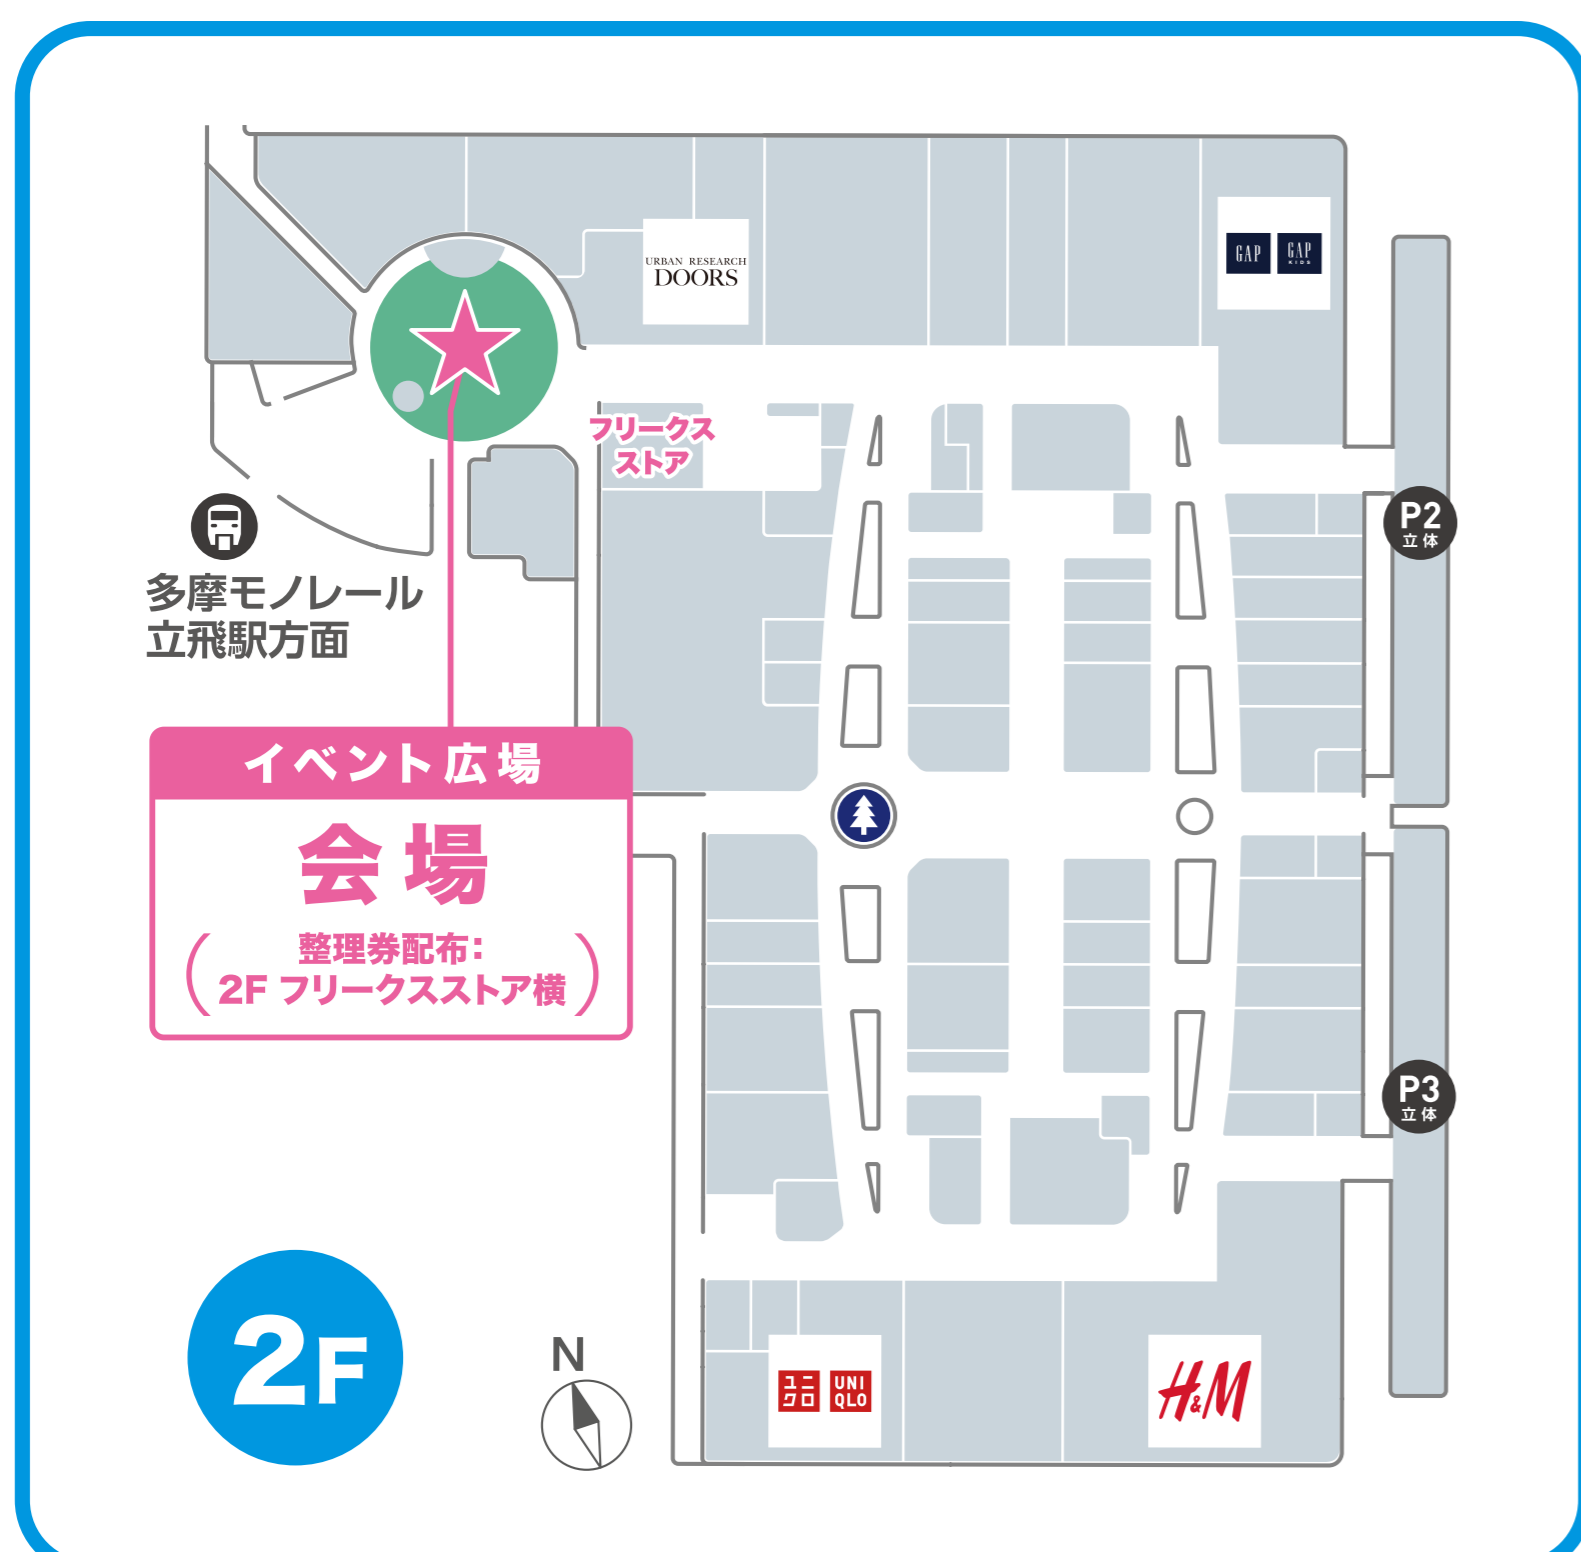 URBAN RESEARCH
DOORS
GAP
GAP
KIDS
フリークス
ストア
P2
立体
多摩モノレール
立飛駅方面
イベント広場
会場
整理券配布：
（2F フリークスストア横）
P3
立体
2F
N
ユニ
クロ
UNI
QLO
H&M